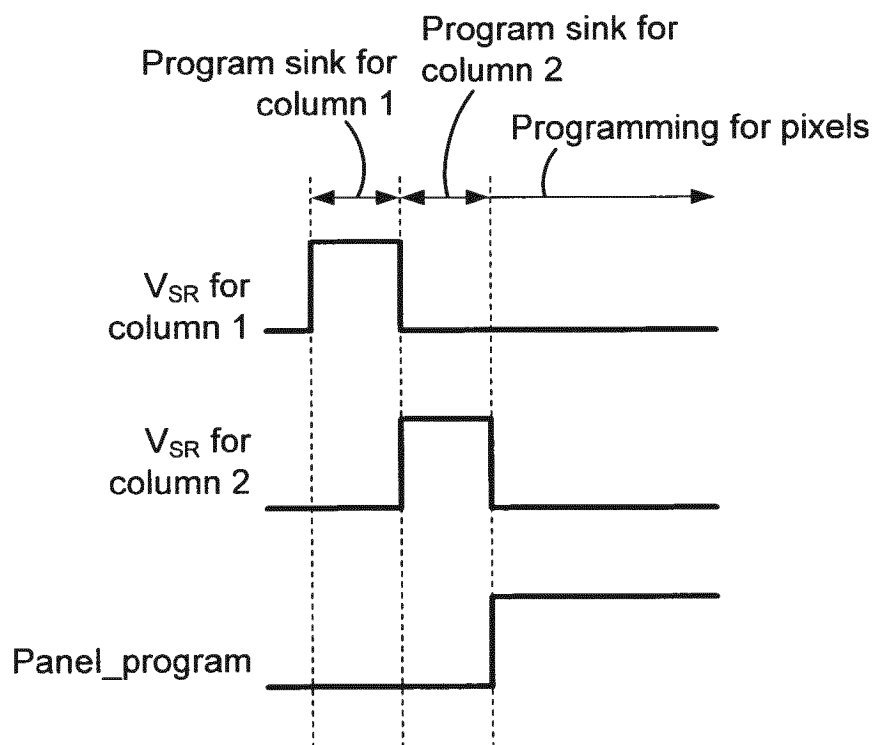 Program sink for
column 1
Program sink for
column 2
Programming for pixels
VSR for
column 1
VSR for
column 2
Panel_program